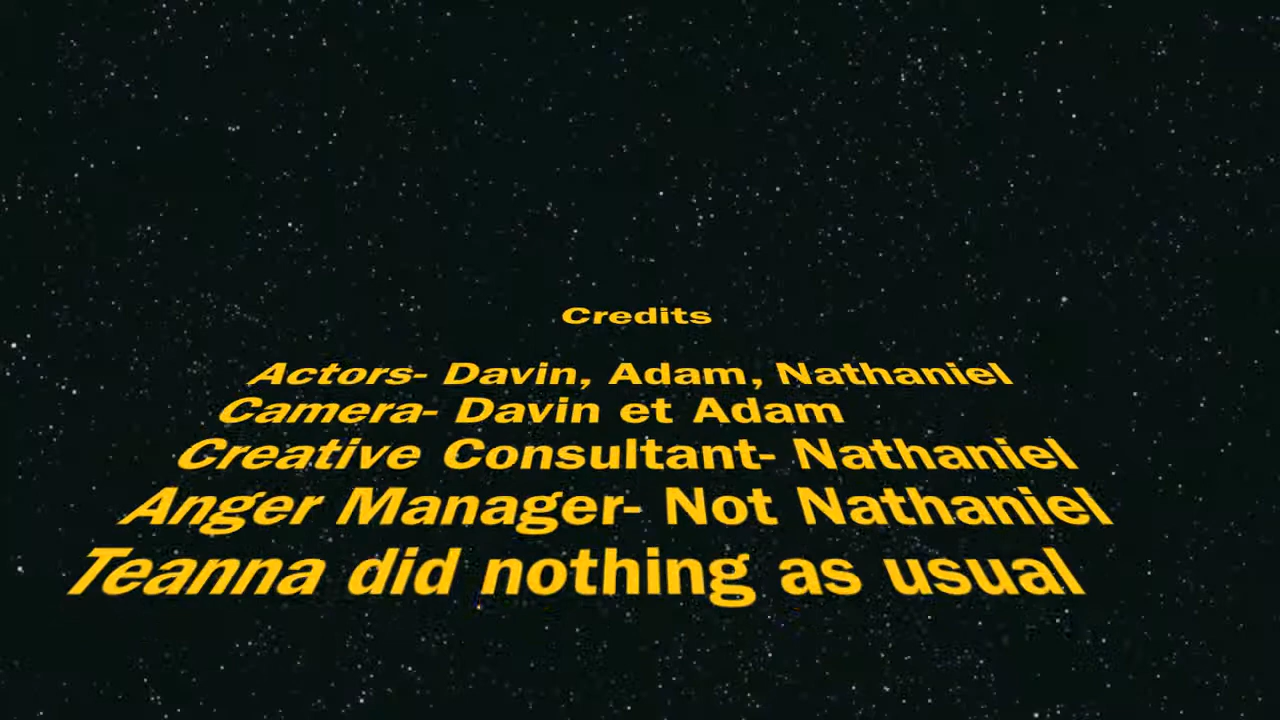 Credits
Actors- Davin, Adam, Nathaniel
Camera- Davin et Adam
Creative Consultant- Nathaniel
Anger Manager- Not Nathaniel
Teanna did nothing as usual